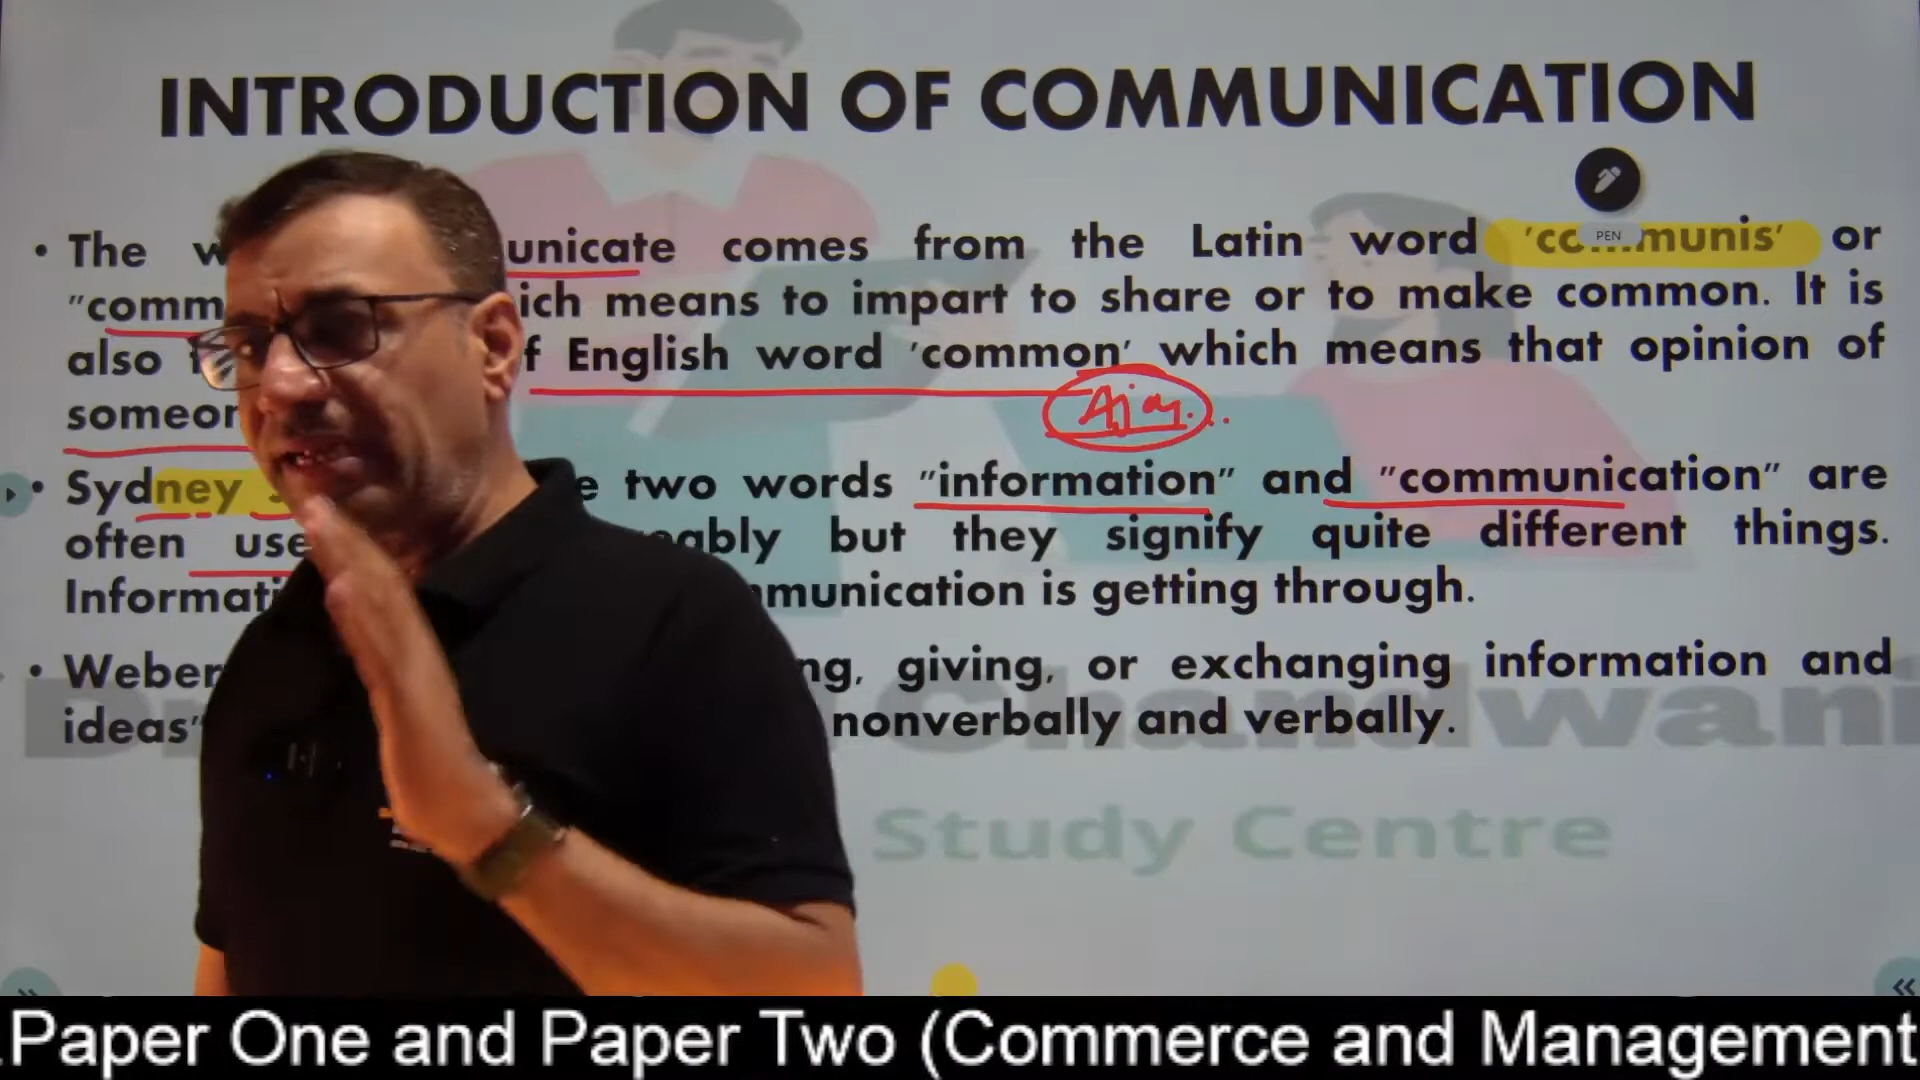 INTRODUCTION OF COMMUNICATION
• The unicate comes from the Latin word 'communis' or
"comm ich means to impart to share or to make common. It is
also f English word 'common' which means that opinion of
someon
Ajay..
• Sydney e two words "information" and "communication" are
often use eably but they signify quite different things.
Informati mmunication is getting through.
• Weber ng, giving, or exchanging information and
ideas" nonverbally and verbally.
PEN
Chandwani
Study Centre
.Paper One and Paper Two (Commerce and Management